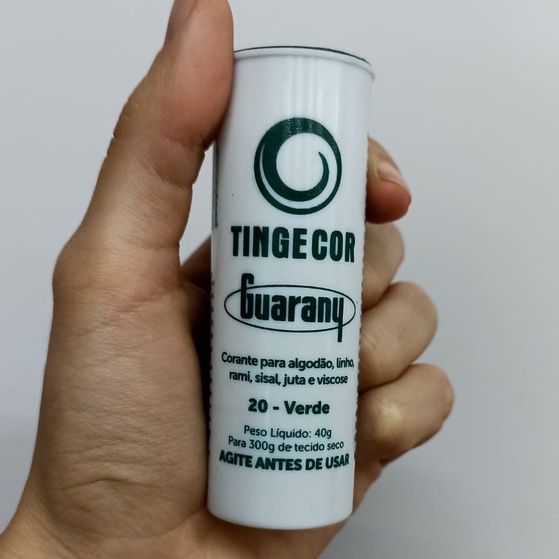 TINGECOR
Guarany
Corante para algodão, linho,
rami, sisal, juta e viscose
20 - Verde
Peso Líquido: 40g
Para 300g de tecido seco
AGITE ANTES DE USAR